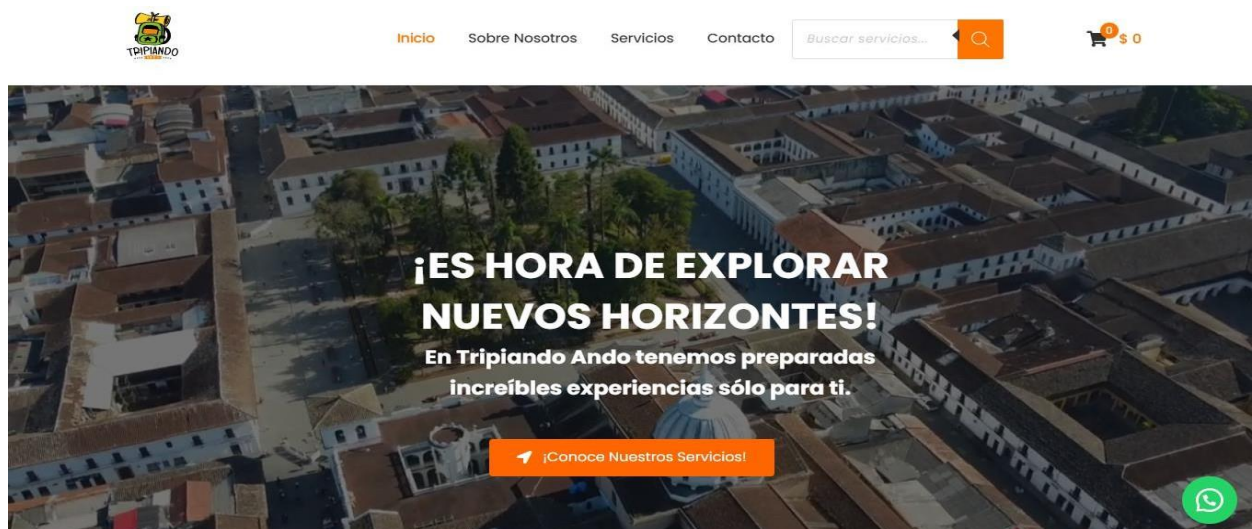 TRIPIANDO
Inicio
Sobre Nosotros
Servicios
Contacto
Buscar servicios...
0
$ 0
¡ES HORA DE EXPLORAR
NUEVOS HORIZONTES!
En Tripiando Ando tenemos preparadas
increíbles experiencias sólo para ti.
¡Conoce Nuestros Servicios!